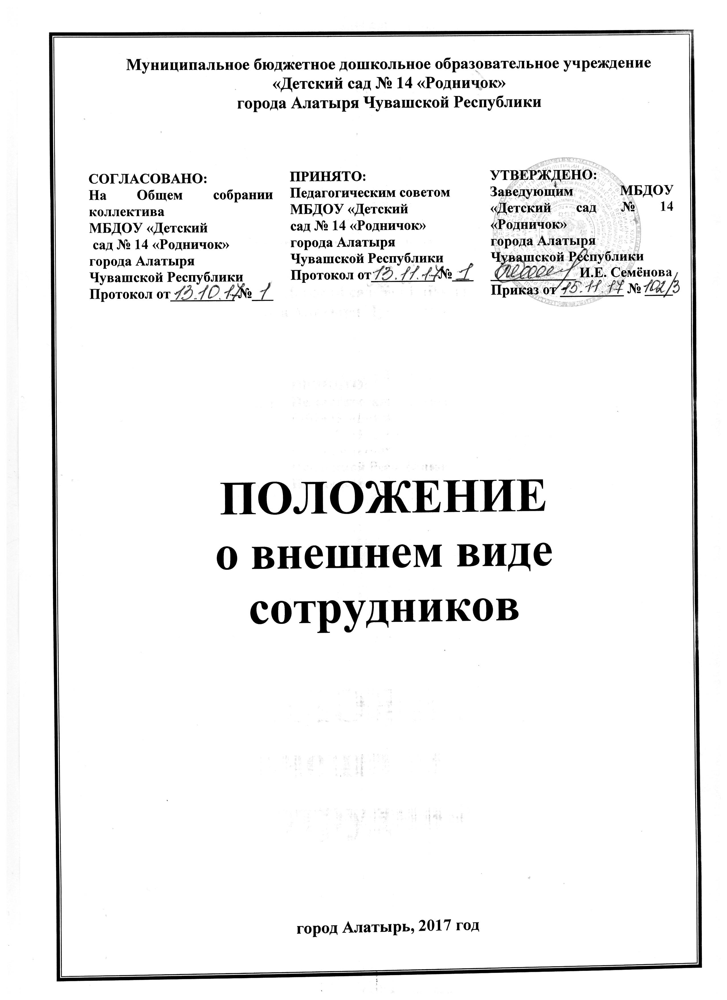 Муниципальное бюджетное дошкольное образовательное учреждение
«Детский сад № 14 «Родничок»
города Алатыря Чувашской Республики
СОГЛАСОВАНО:
На Общем собрании
коллектива
МБДОУ «Детский
сад № 14 «Родничок»
города Алатыря
Чувашской Республики
Протокол от 13.10.17 № 1
ПРИНЯТО:
Педагогическим советом
МБДОУ «Детский
сад № 14 «Родничок»
города Алатыря
Чувашской Республики
Протокол от 13.11.17 № 1
УТВЕРЖДЕНО:
Заведующим МБДОУ
«Детский сад № 14
«Родничок»
города Алатыря
Чувашской Республики
И.Е. Семёнова
Приказ от 15.11.17 № 102/3
ПОЛОЖЕНИЕ
о внешнем виде
сотрудников
город Алатырь, 2017 год